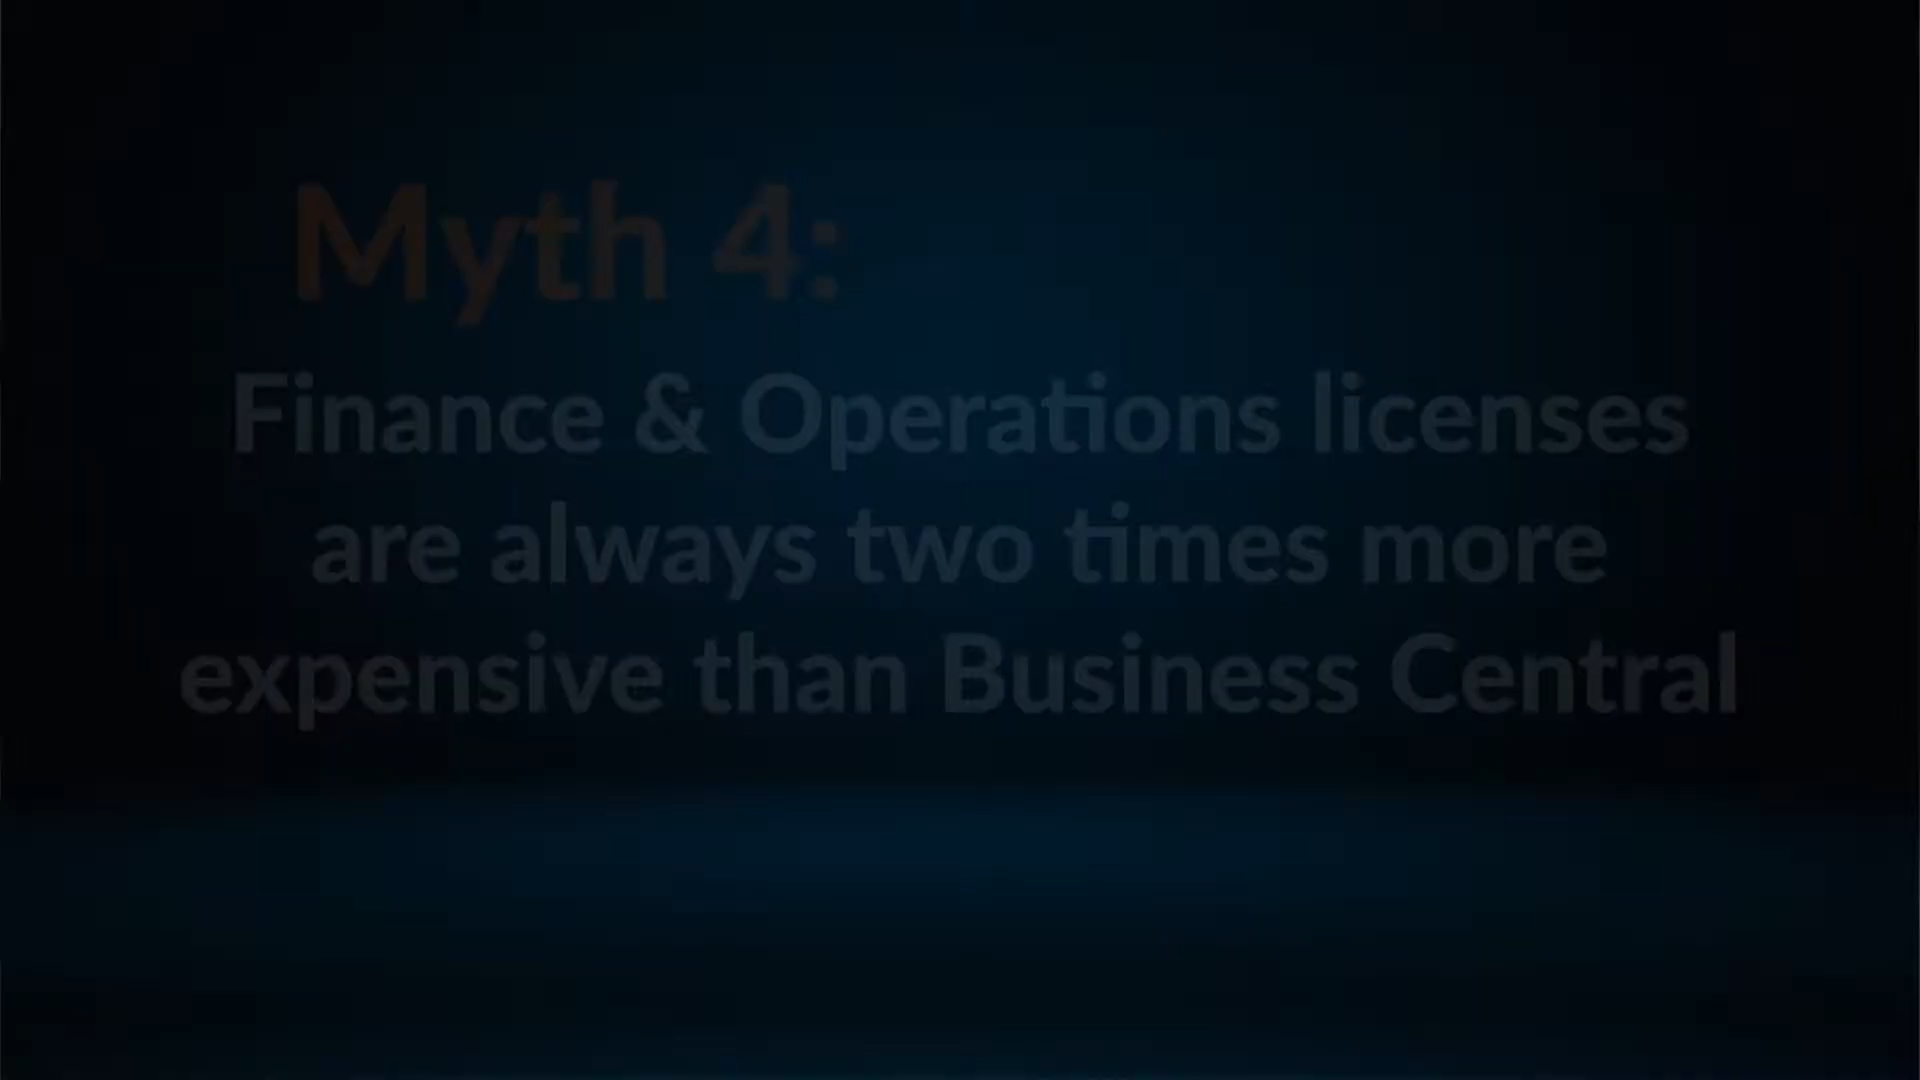 Myth 4:
Finance & Operations licenses
are always two times more
expensive than Business Central